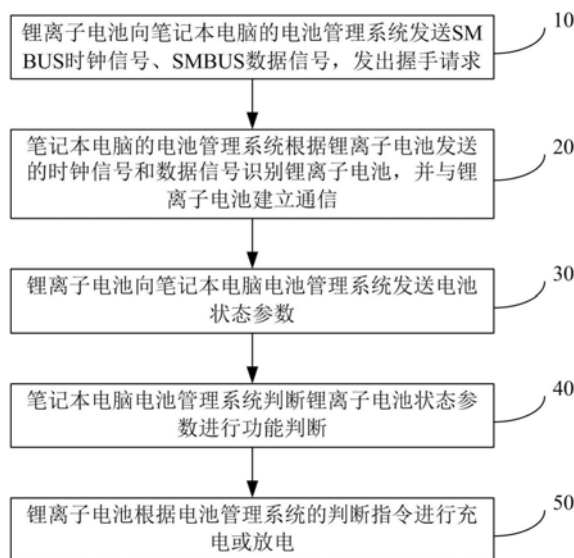 锂离子电池向笔记本电脑的电池管理系统发送SM
BUS时钟信号、SMBUS数据信号，发出握手请求
10
笔记本电脑的电池管理系统根据锂离子电池发送
的时钟信号和数据信号识别锂离子电池，并与锂
离子电池建立通信
20
锂离子电池向笔记本电脑电池管理系统发送电池
状态参数
30
笔记本电脑电池管理系统判断锂离子电池状态参
数进行功能判断
40
锂离子电池根据电池管理系统的判断指令进行充
电或放电
50